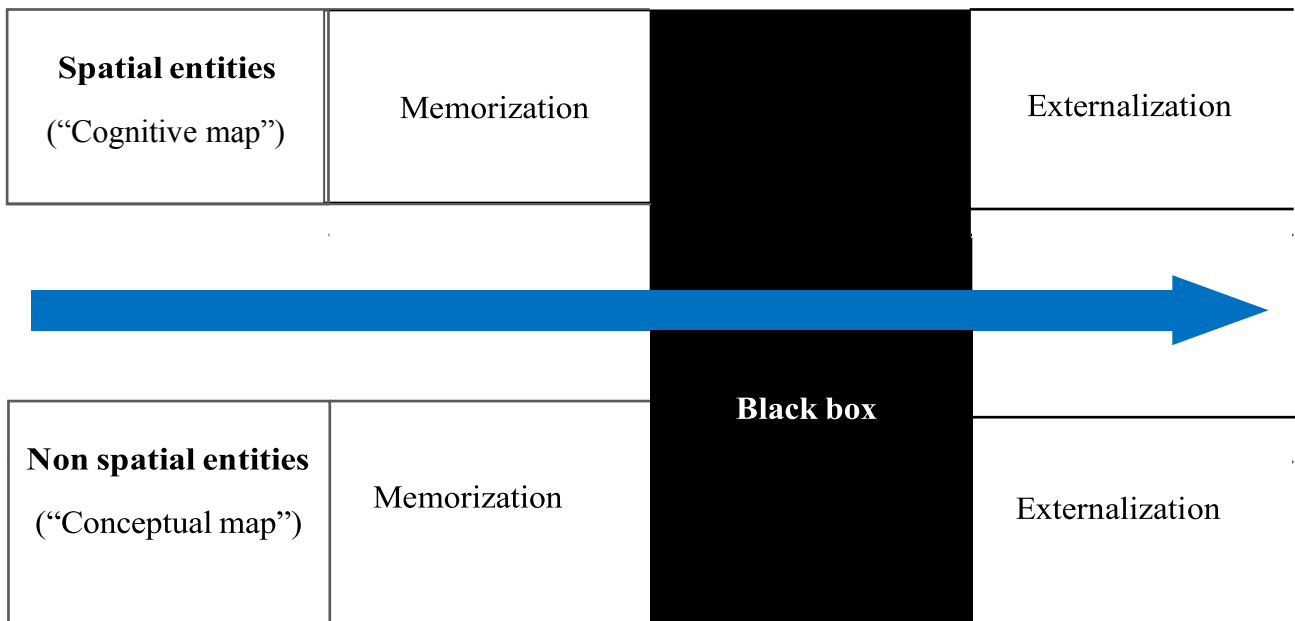 Spatial entities
(“Cognitive map”)
Memorization
Externalization
Black box
Non spatial entities
(“Conceptual map”)
Memorization
Externalization